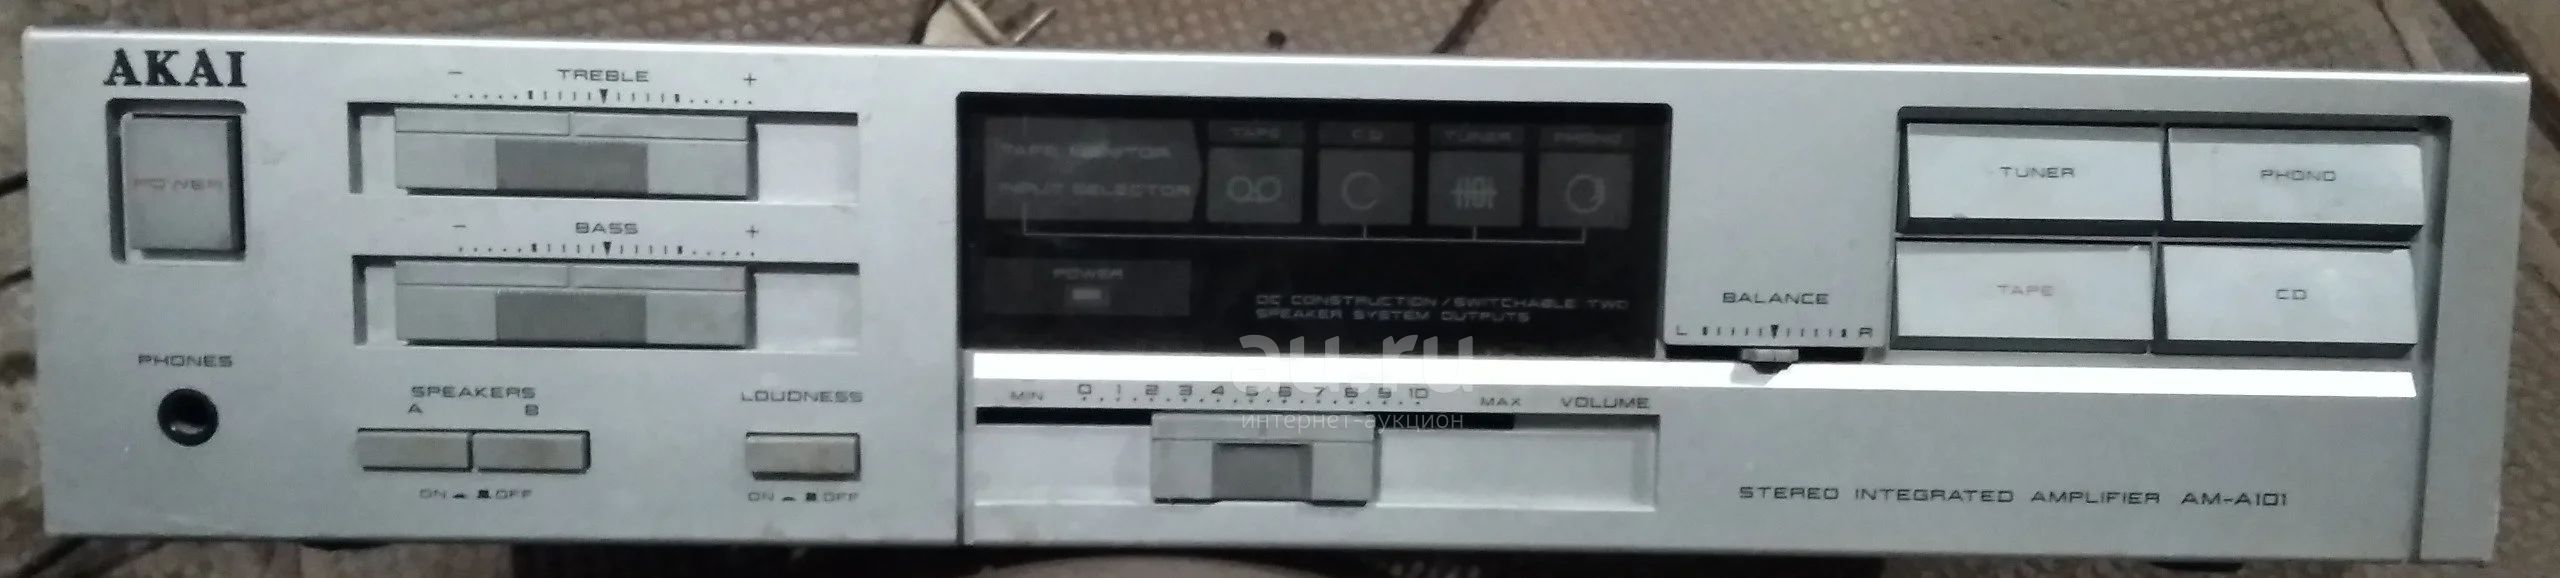 AKAI
POWER
- TREBLE +
- BASS +
PHONES
SPEAKERS
A B
ON OFF
LOUDNESS
ON OFF
TAPE CD TUNER PHONO
TAPE MONITOR
INPUT SELECTOR
POWER
DC CONSTRUCTION/SWITCHABLE TWO
SPEAKER SYSTEM OUTPUTS
BALANCE
L R
TUNER PHONO
TAPE CD
MIN 0 1 2 3 4 5 6 7 8 9 10 MAX VOLUME
STEREO INTEGRATED AMPLIFIER AM-A101
au.ru
интернет-аукцион